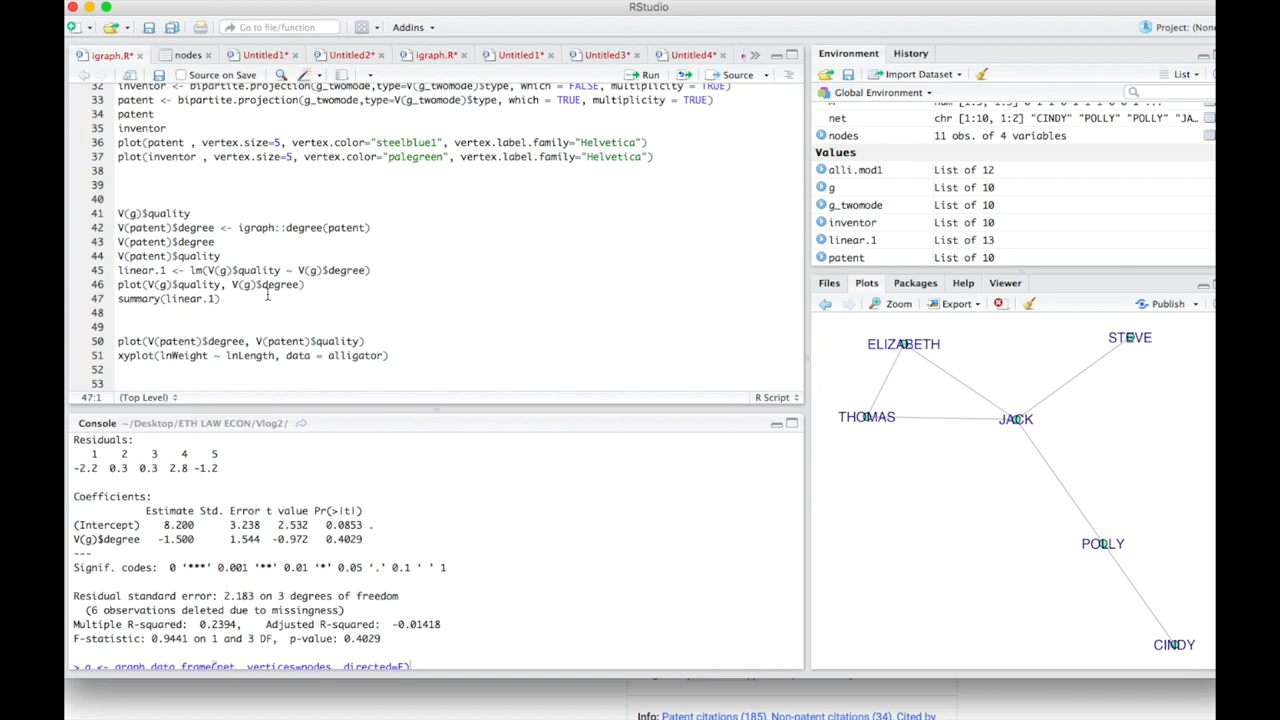 RStudio
Go to file/function
Addins
Project: (None
igraph.R*
nodes
Untitled1*
Untitled2*
igraph.R*
Untitled1*
Untitled3*
Untitled4*
Source on Save
Run
Source
32 inventor <- bipartite.projection(g_twomode,type=V(g_twomode)$type, which = FALSE, multiplicity = TRUE)
33 patent <- bipartite.projection(g_twomode,type=V(g_twomode)$type, which = TRUE, multiplicity = TRUE)
34 patent
35 inventor
36 plot(patent , vertex.size=5, vertex.color="steelblue1", vertex.label.family="Helvetica")
37 plot(inventor , vertex.size=5, vertex.color="palegreen", vertex.label.family="Helvetica")
38
39
40
41 V(g)$quality
42 V(patent)$degree <- igraph::degree(patent)
43 V(patent)$degree
44 V(patent)$quality
45 linear.1 <- lm(V(g)$quality ~ V(g)$degree)
46 plot(V(g)$quality, V(g)$degree)
47 summary(linear.1)
48
49
50 plot(V(patent)$degree, V(patent)$quality)
51 xyplot(lnWeight ~ lnLength, data = alligator)
52
53
47:1 (Top Level) R Script
Console ~/Desktop/ETH LAW ECON/Vlog2/
Residuals:
1 2 3 4 5
-2.2 0.3 0.3 2.8 -1.2
Coefficients:
Estimate Std. Error t value Pr(>|t|)
(Intercept) 8.200 3.238 2.532 0.0853 .
V(g)$degree -1.500 1.544 -0.972 0.4029
---
Signif. codes: 0 ‘***’ 0.001 ‘**’ 0.01 ‘*’ 0.05 ‘.’ 0.1 ‘ ’ 1
Residual standard error: 2.183 on 3 degrees of freedom
(6 observations deleted due to missingness)
Multiple R-squared: 0.2394, Adjusted R-squared: -0.01418
F-statistic: 0.9441 on 1 and 3 DF, p-value: 0.4029
> g <- graph_data_frame(net, vertices=nodes, directed=F)
Environment
History
Import Dataset
List
Global Environment
net chr [1:10, 1:2] "CINDY" "POLLY" "POLLY" "JA…
nodes 11 obs. of 4 variables
Values
alli.mod1 List of 12
g List of 10
g_twomode List of 10
inventor List of 10
linear.1 List of 13
patent List of 10
Files
Plots
Packages
Help
Viewer
Zoom
Export
Publish
STEVE
ELIZABETH
THOMAS
JACK
POLLY
CINDY
Info: Patent citations (185), Non-patent citations (34), Cited by